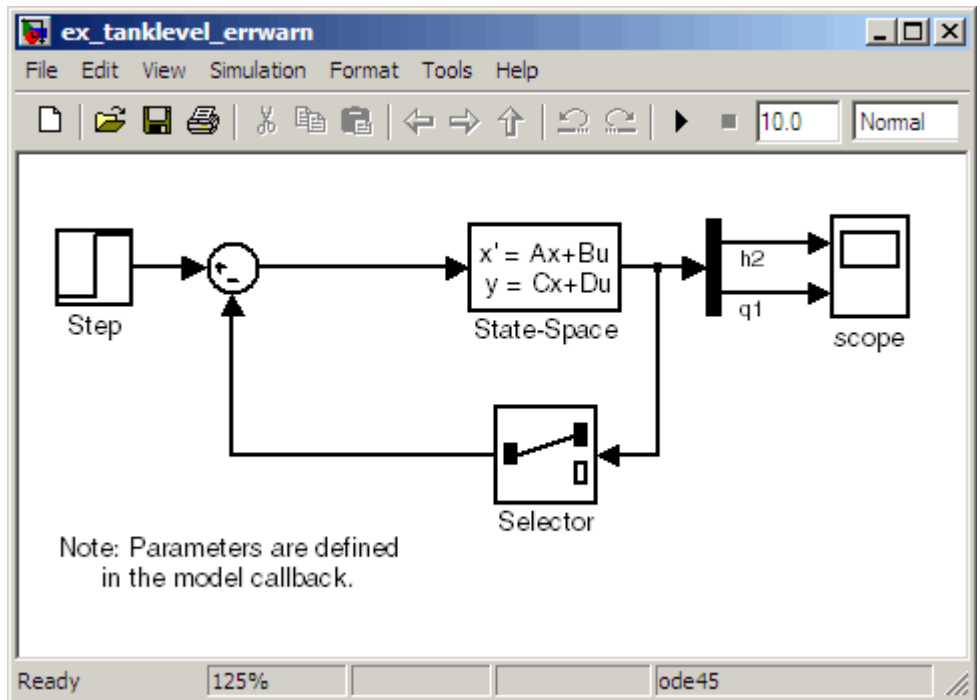 ex_tanklevel_errwarn
File Edit View Simulation Format Tools Help
10.0 Normal
x' = Ax+Bu
y = Cx+Du
h2
q1
Step
State-Space
scope
+
-
Selector
Note: Parameters are defined
in the model callback.
Ready 125% ode45